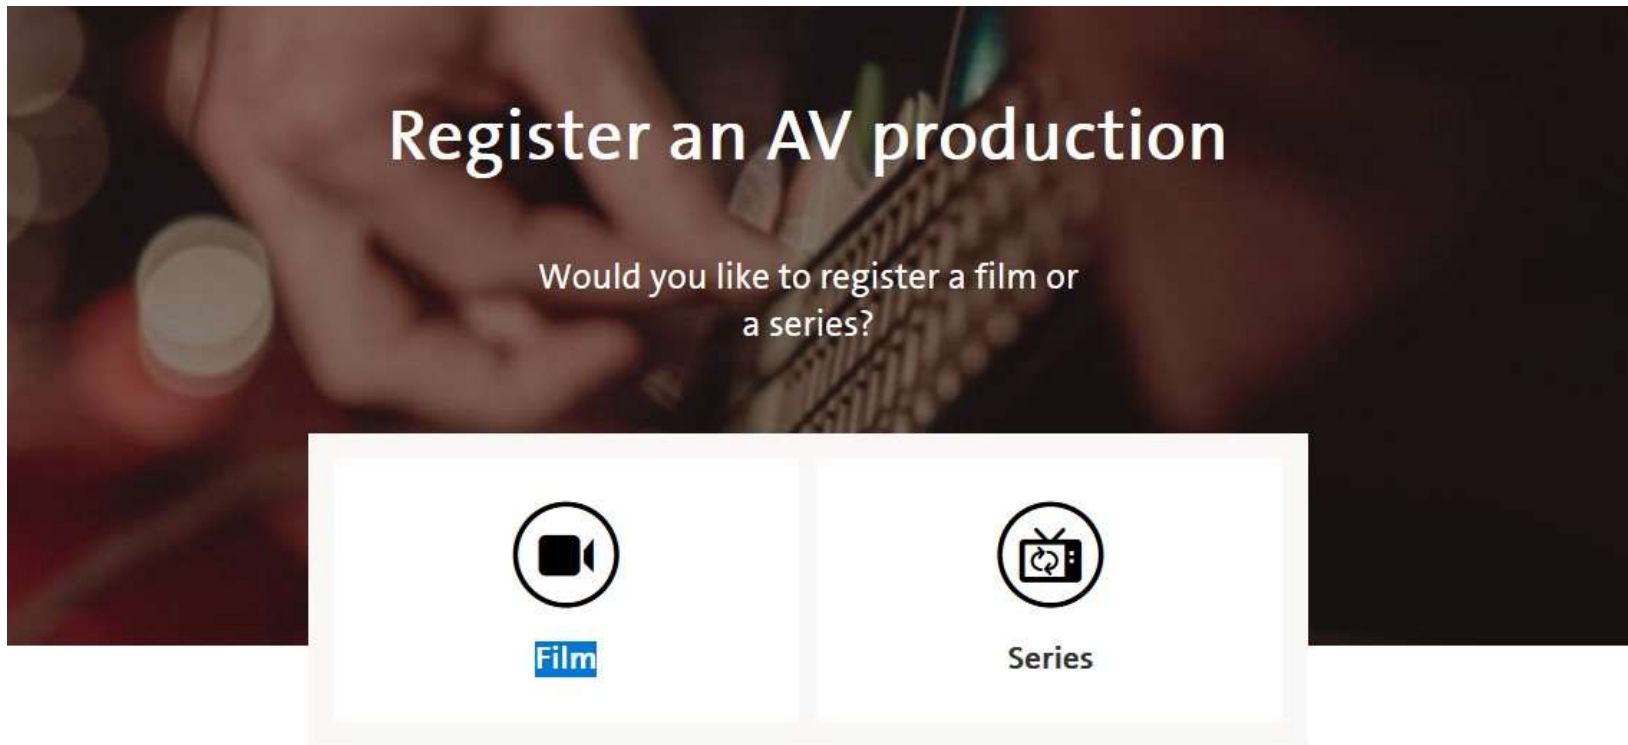 Register an AV production
Would you like to register a film or
a series?
Film
Series